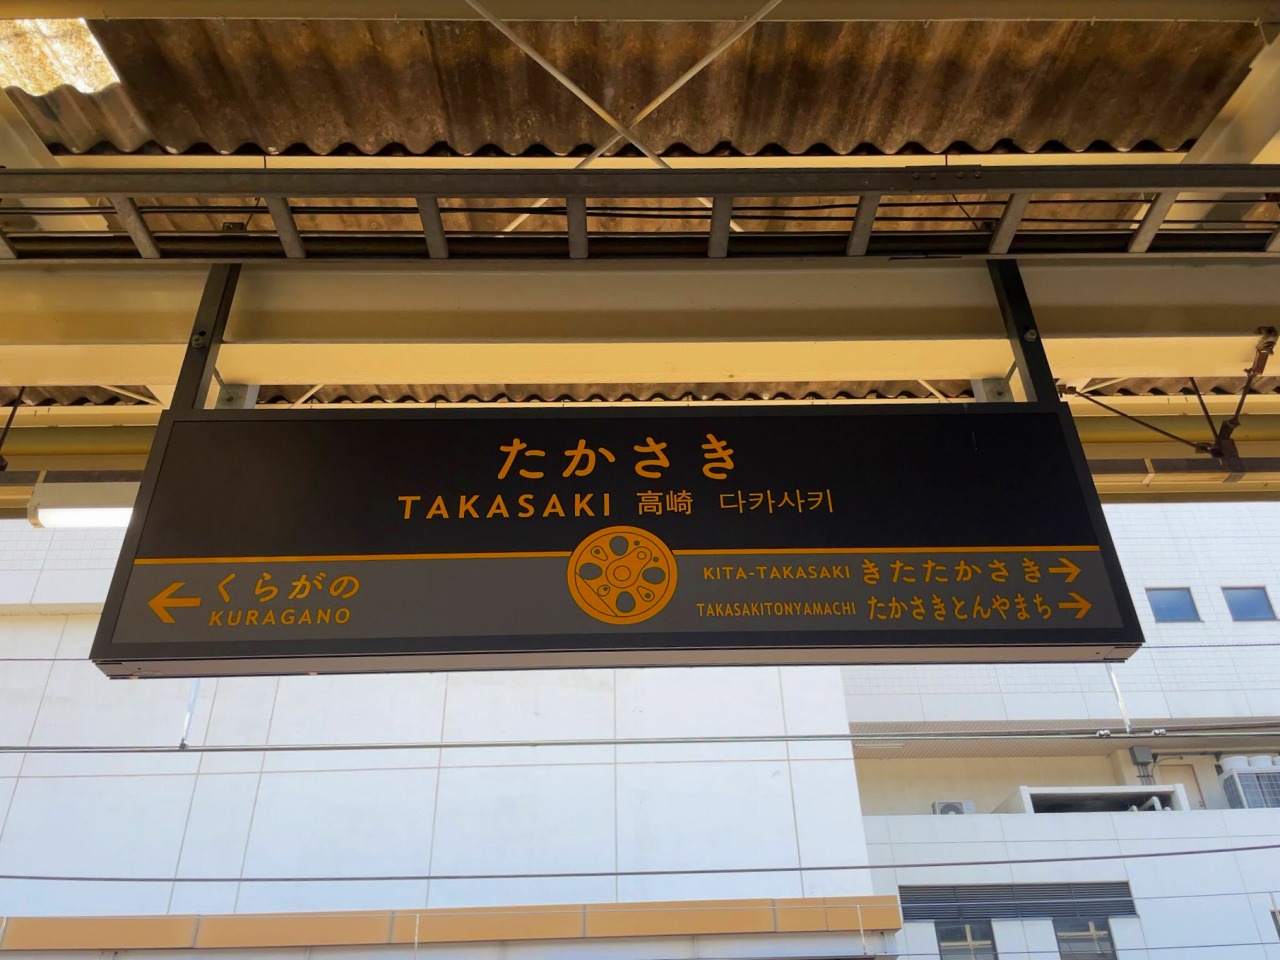 たかさき
TAKASAKI 高崎 다카사키
← くらがの
KURAGANO
KITA-TAKASAKI きたたかさき →
TAKASAKITONYAMACHI たかさきとんやまち →